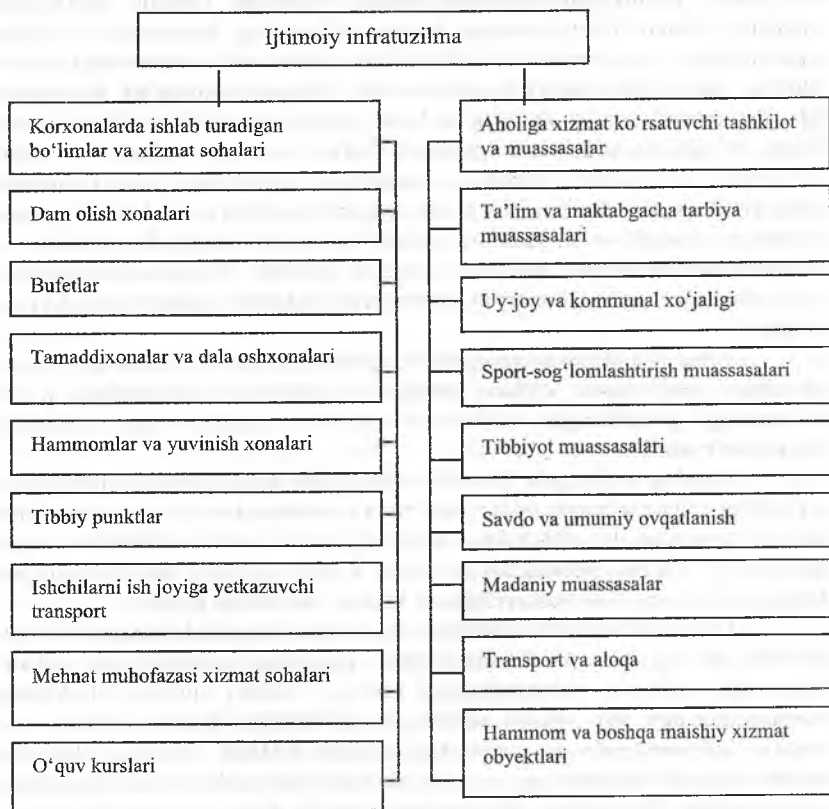 Ijtimoiy infratuzilma
Korxonalarda ishlab turadigan
bo‘limlar va xizmat sohalari
Dam olish xonalari
Bufetlar
Tamaddixonalar va dala oshxonalari
Hammomlar va yuvinish xonalari
Tibbiy punktlar
Ishchilarni ish joyiga yetkazuvchi
transport
Mehnat muhofazasi xizmat sohalari
O‘quv kurslari
Aholiga xizmat ko‘rsatuvchi tashkilot
va muassasalar
Ta’lim va maktabgacha tarbiya
muassasalari
Uy-joy va kommunal xo‘jaligi
Sport-sog‘lomlashtirish muassasalari
Tibbiyot muassasalari
Savdo va umumiy ovqatlanish
Madaniy muassasalar
Transport va aloqa
Hammom va boshqa maishiy xizmat
obyektlari